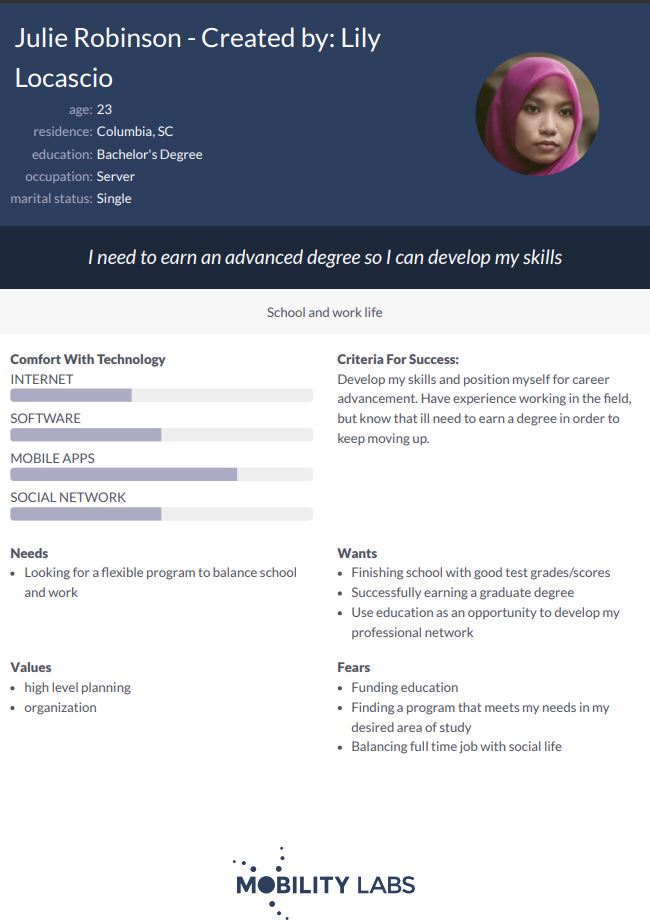 Julie Robinson - Created by: Lily
Locascio
age: 23
residence: Columbia, SC
education: Bachelor's Degree
occupation: Server
marital status: Single
I need to earn an advanced degree so I can develop my skills
School and work life
Comfort With Technology
INTERNET
SOFTWARE
MOBILE APPS
SOCIAL NETWORK
Criteria For Success:
Develop my skills and position myself for career
advancement. Have experience working in the field,
but know that ill need to earn a degree in order to
keep moving up.
Needs
• Looking for a flexible program to balance school
and work
Wants
• Finishing school with good test grades/scores
• Successfully earning a graduate degree
• Use education as an opportunity to develop my
professional network
Values
• high level planning
• organization
Fears
• Funding education
• Finding a program that meets my needs in my
desired area of study
• Balancing full time job with social life
MOBILITY LABS